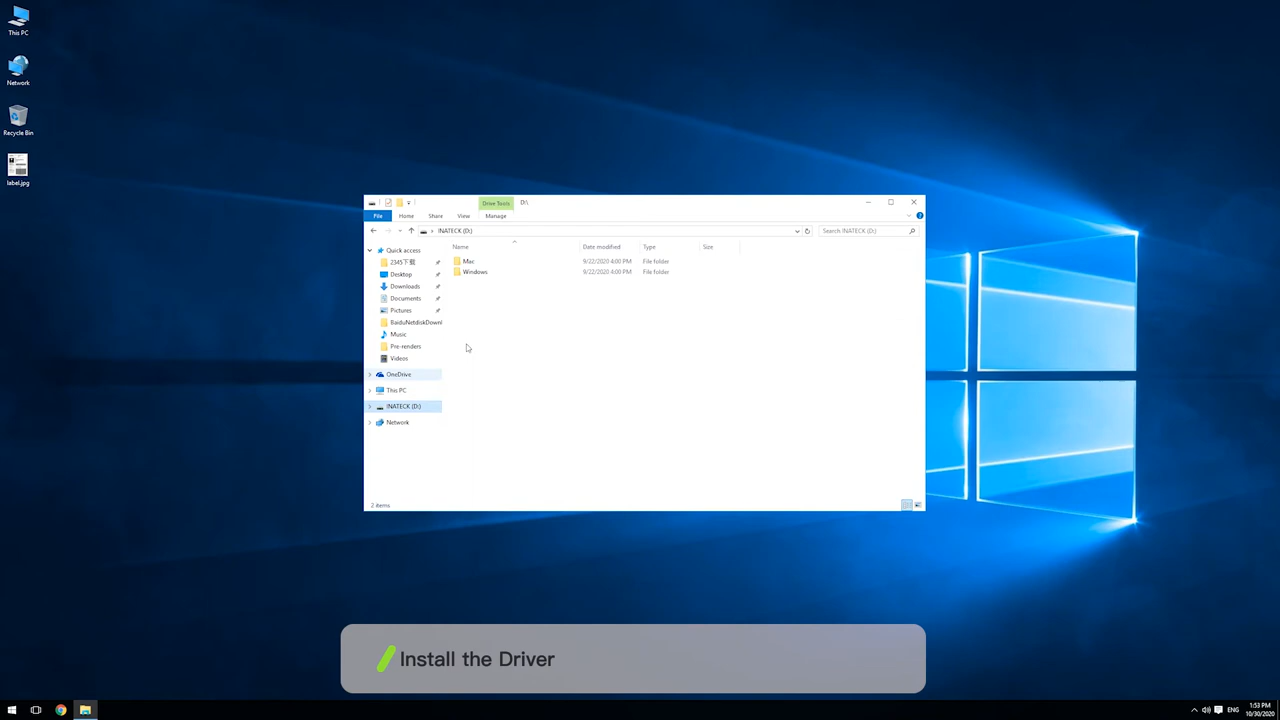 This PC
Network
Recycle Bin
label.jpg
Drive Tools
D:\
File
Home
Share
View
Manage
INATECK (D:)
Search INATECK (D:)
Name
Date modified
Type
Size
Mac
9/22/2020 4:00 PM
File folder
Windows
9/22/2020 4:00 PM
File folder
Quick access
2345下载
Desktop
Downloads
Documents
Pictures
BaiduNetdiskDownl
Music
Pre-renders
Videos
OneDrive
This PC
INATECK (D:)
Network
2 items
Install the Driver
ENG
1:53 PM
10/30/2020